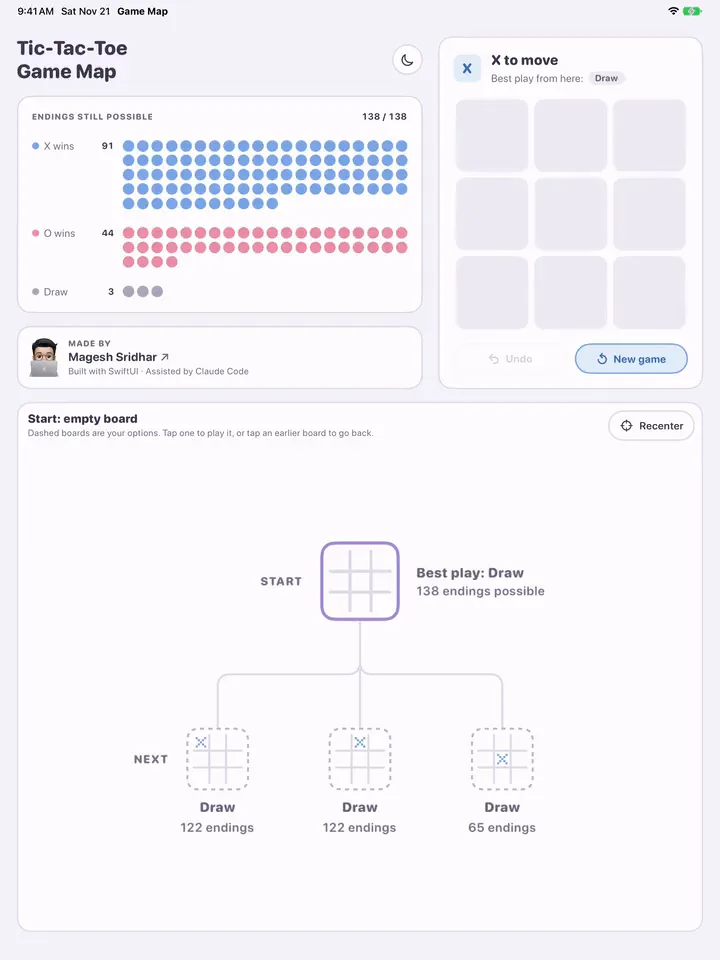 9:41 AM Sat Nov 21 Game Map
Tic-Tac-Toe
Game Map
ENDINGS STILL POSSIBLE 138 / 138
X wins 91
O wins 44
Draw 3
MADE BY
Magesh Sridhar ↗
Built with SwiftUI · Assisted by Claude Code
X
X to move
Best play from here: Draw
Undo
New game
Start: empty board
Dashed boards are your options. Tap one to play it, or tap an earlier board to go back.
Recenter
START
Best play: Draw
138 endings possible
NEXT
X X X
Draw Draw Draw
122 endings 122 endings 65 endings